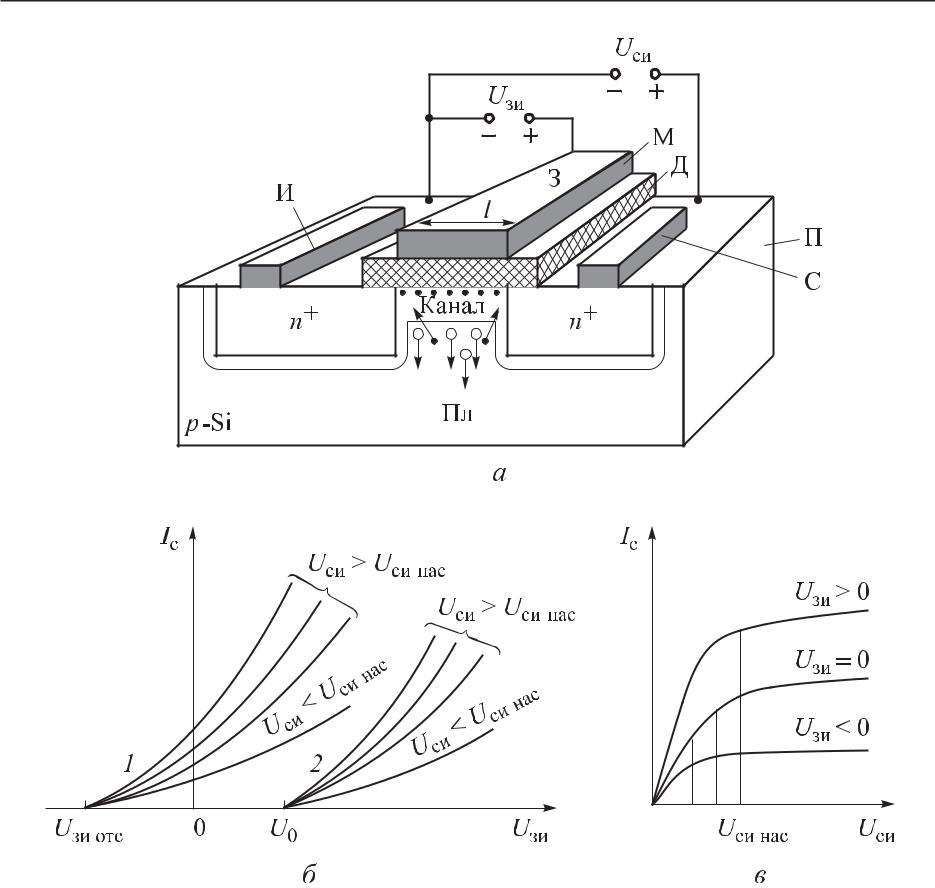 Uси
− +
Uзи
− +
М
З
Д
И
l
П
С
Канал
n+
n+
Пл
p-Si
а
Iс
Uси > Uси нас
Uси > Uси нас
Uси < Uси нас
Uси < Uси нас
1
2
Uзи отс
0
U0
Uзи
б
Iс
Uзи > 0
Uзи = 0
Uзи < 0
Uси нас
Uси
в